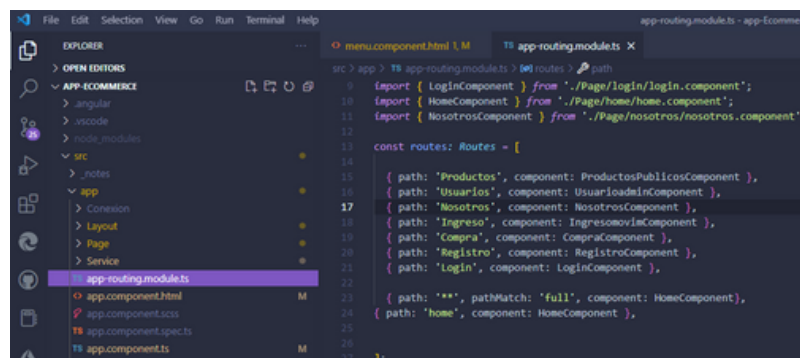 File Edit Selection View Go Run Terminal Help
app-routing.module.ts - app-Ecomme
EXPLORER
OPEN EDITORS
APP-ECOMMERCE
.angular
.vscode
node_modules
src
_notes
app
Conexion
Layout
Page
Service
TS app-routing.module.ts
app.component.html M
app.component.scss
TS app.component.spec.ts
TS app.component.ts M
25
menu.component.html 1, M
TS app-routing.module.ts
src > app > TS app-routing.module.ts > routes > path
9 import { LoginComponent } from './Page/login/login.component';
10 import { HomeComponent } from './Page/home/home.component';
11 import { NosotrosComponent } from './Page/nosotros/nosotros.component'
12
13 const routes: Routes = [
14
15 { path: 'Productos', component: ProductosPublicosComponent },
16 { path: 'Usuarios', component: UsuarioadminComponent },
17 { path: 'Nosotros', component: NosotrosComponent },
18 { path: 'Ingreso', component: IngresomovimComponent },
19 { path: 'Compra', component: CompraComponent },
20 { path: 'Registro', component: RegistroComponent },
21 { path: 'Login', component: LoginComponent },
22
23 { path: '**', pathMatch: 'full', component: HomeComponent},
24 { path: 'home', component: HomeComponent },
25
26
27 ];